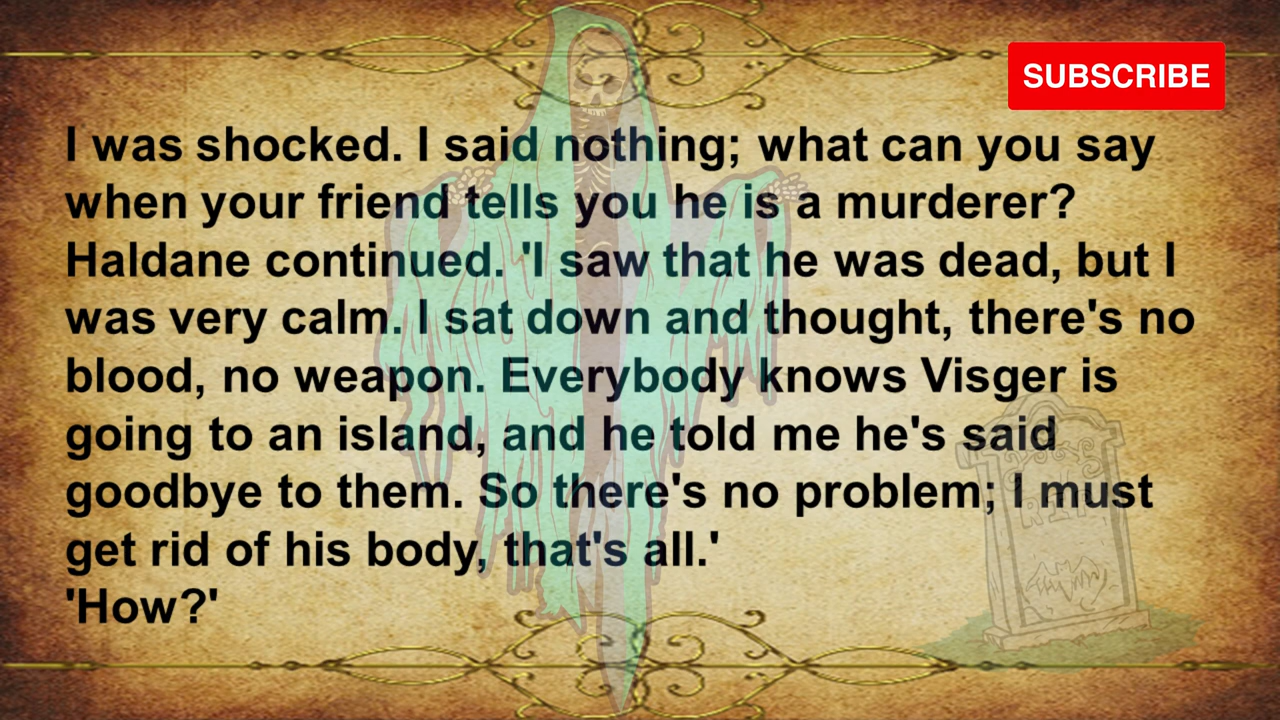 SUBSCRIBE
I was shocked. I said nothing; what can you say
when your friend tells you he is a murderer?
Haldane continued. 'I saw that he was dead, but I
was very calm. I sat down and thought, there's no
blood, no weapon. Everybody knows Visger is
going to an island, and he told me he's said
goodbye to them. So there's no problem; I must
get rid of his body, that's all.'
'How?'
RIP